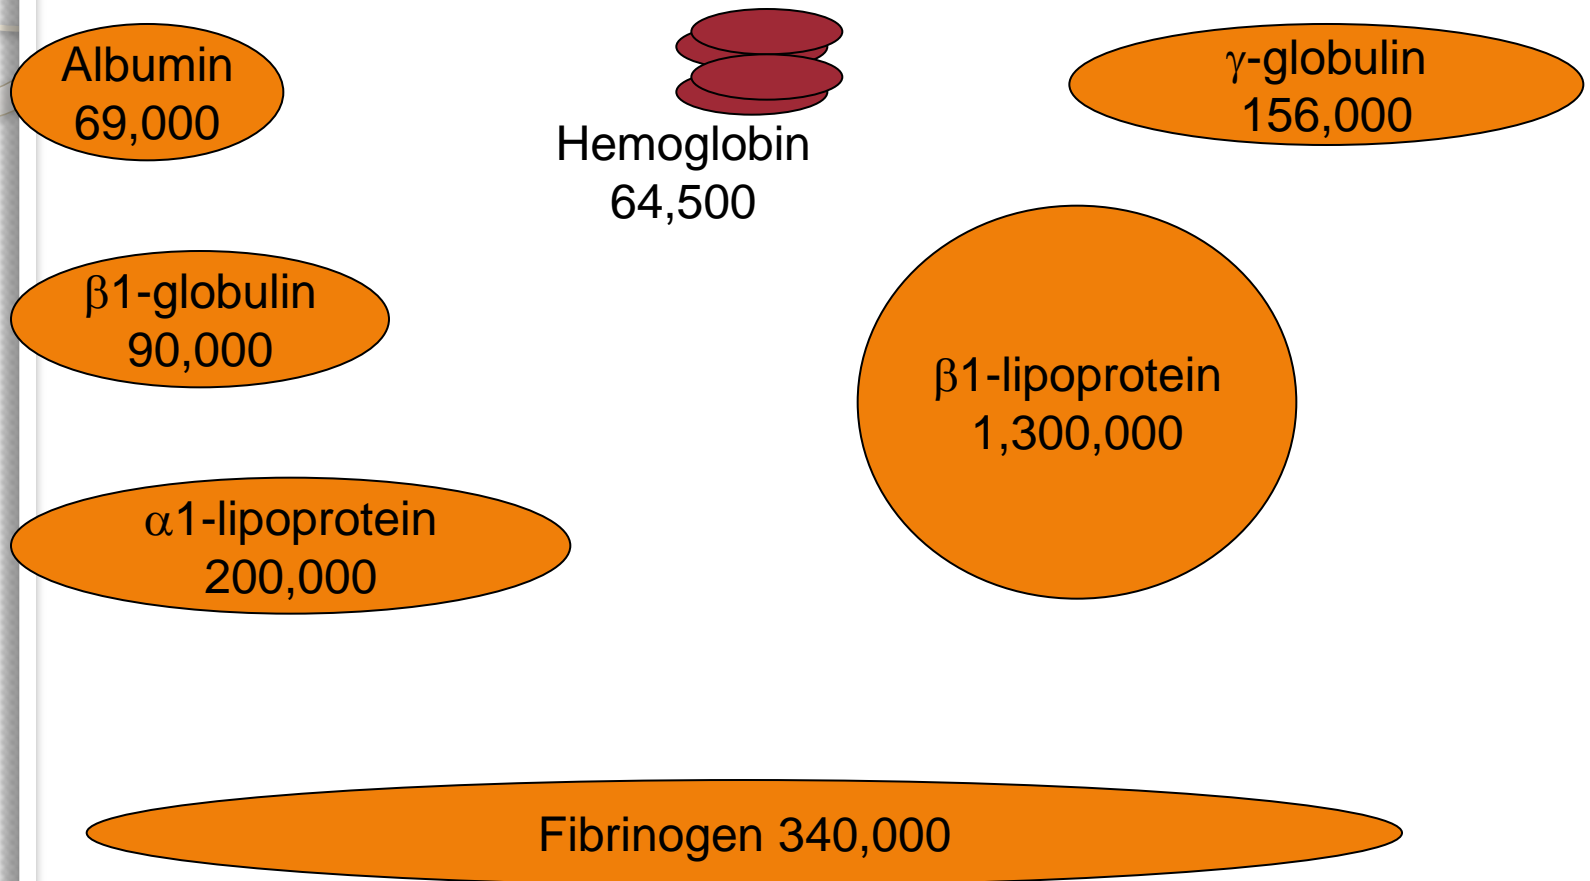 Albumin
69,000
Hemoglobin
64,500
γ-globulin
156,000
β1-globulin
90,000
β1-lipoprotein
1,300,000
α1-lipoprotein
200,000
Fibrinogen 340,000